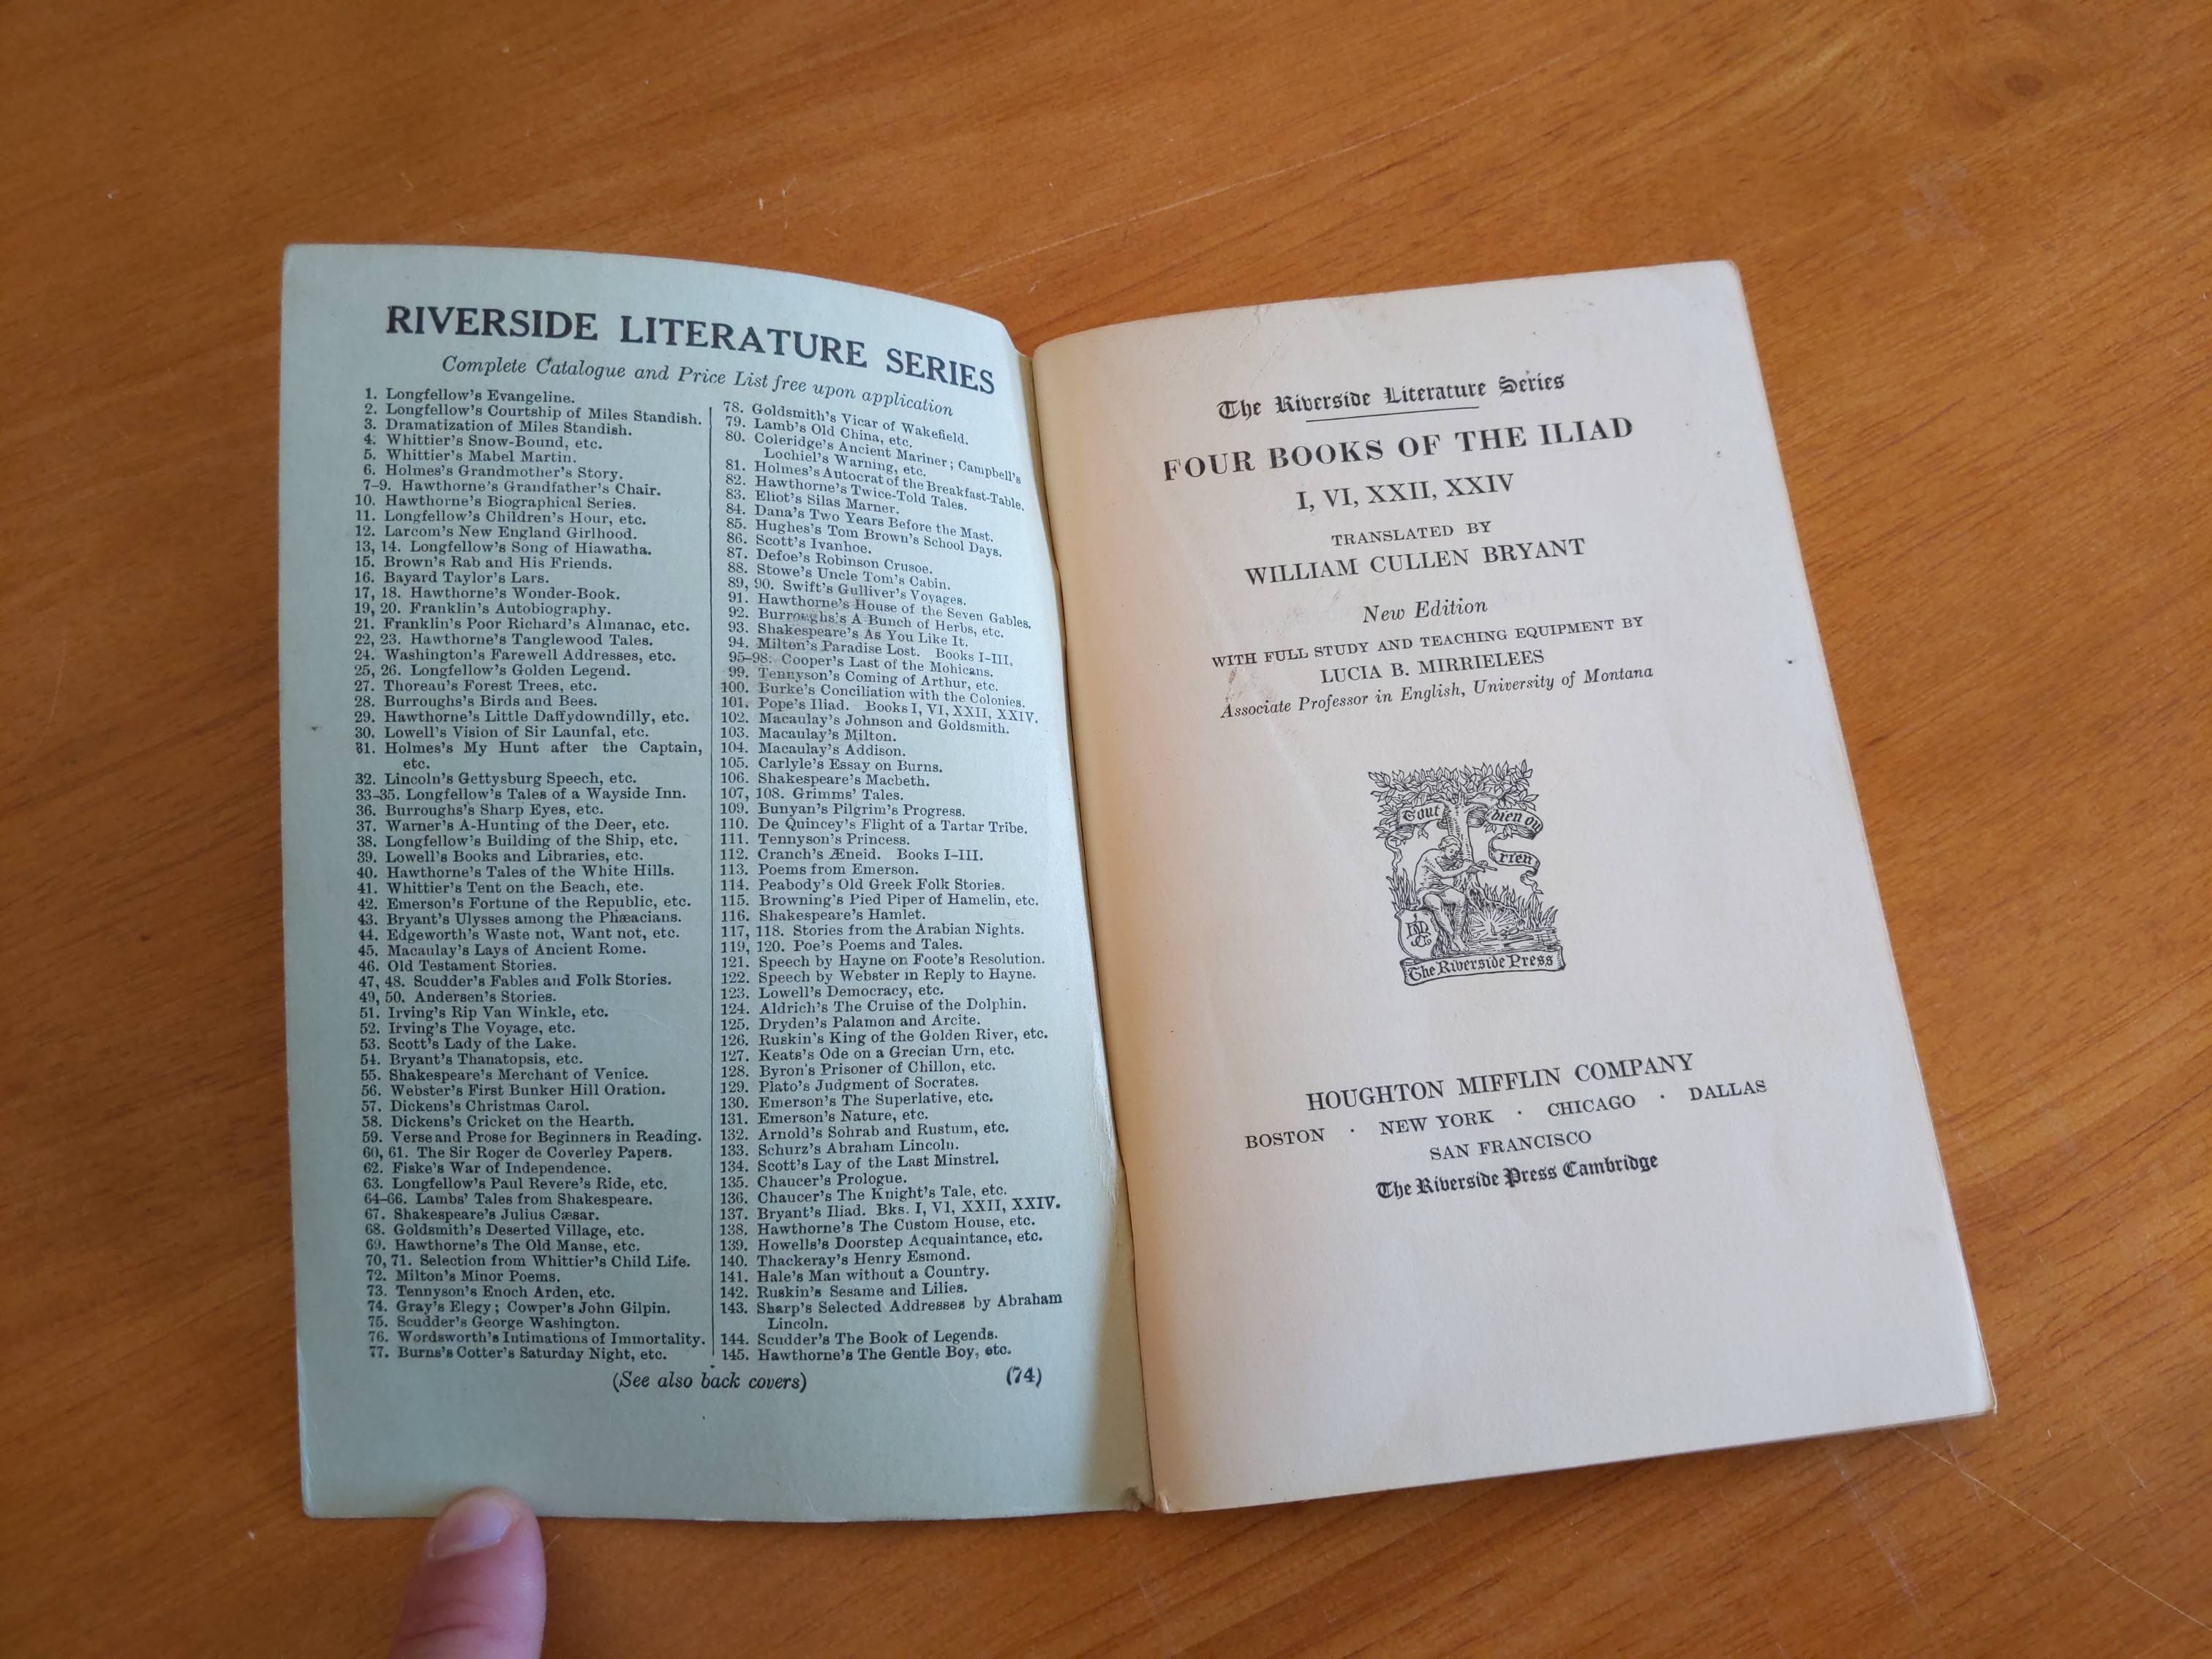 RIVERSIDE LITERATURE SERIES
Complete Catalogue and Price List free upon application
1. Longfellow's Evangeline.
2. Longfellow's Courtship of Miles Standish.
3. Dramatization of Miles Standish.
4. Whittier's Snow-Bound, etc.
5. Whittier's Mabel Martin.
6. Holmes's Grandmother's Story.
7-9. Hawthorne's Grandfather's Chair.
10. Hawthorne's Biographical Series.
11. Longfellow's Children's Hour, etc.
12. Larcom's New England Girlhood.
13, 14. Longfellow's Song of Hiawatha.
15. Brown's Rab and His Friends.
16. Bayard Taylor's Lars.
17, 18. Hawthorne's Wonder-Book.
19, 20. Franklin's Autobiography.
21. Franklin's Poor Richard's Almanac, etc.
22, 23. Hawthorne's Tanglewood Tales.
24. Washington's Farewell Addresses, etc.
25, 26. Longfellow's Golden Legend.
27. Thoreau's Forest Trees, etc.
28. Burroughs's Birds and Bees.
29. Hawthorne's Little Daffydowndilly, etc.
30. Lowell's Vision of Sir Launfal, etc.
31. Holmes's My Hunt after the Captain,
etc.
32. Lincoln's Gettysburg Speech, etc.
33-35. Longfellow's Tales of a Wayside Inn.
36. Burroughs's Sharp Eyes, etc.
37. Warner's A-Hunting of the Deer, etc.
38. Longfellow's Building of the Ship, etc.
39. Lowell's Books and Libraries, etc.
40. Hawthorne's Tales of the White Hills.
41. Whittier's Tent on the Beach, etc.
42. Emerson's Fortune of the Republic, etc.
43. Bryant's Ulysses among the Phæacians.
44. Edgeworth's Waste not, Want not, etc.
45. Macaulay's Lays of Ancient Rome.
46. Old Testament Stories.
47, 48. Scudder's Fables and Folk Stories.
49, 50. Andersen's Stories.
51. Irving's Rip Van Winkle, etc.
52. Irving's The Voyage, etc.
53. Scott's Lady of the Lake.
54. Bryant's Thanatopsis, etc.
55. Shakespeare's Merchant of Venice.
56. Webster's First Bunker Hill Oration.
57. Dickens's Christmas Carol.
58. Dickens's Cricket on the Hearth.
59. Verse and Prose for Beginners in Reading.
60, 61. The Sir Roger de Coverley Papers.
62. Fiske's War of Independence.
63. Longfellow's Paul Revere's Ride, etc.
64-66. Lambs' Tales from Shakespeare.
67. Shakespeare's Julius Cæsar.
68. Goldsmith's Deserted Village, etc.
69. Hawthorne's The Old Manse, etc.
70, 71. Selection from Whittier's Child Life.
72. Milton's Minor Poems.
73. Tennyson's Enoch Arden, etc.
74. Gray's Elegy; Cowper's John Gilpin.
75. Scudder's George Washington.
76. Wordsworth's Intimations of Immortality.
77. Burns's Cotter's Saturday Night, etc.
78. Goldsmith's Vicar of Wakefield.
79. Lamb's Old China, etc.
80. Coleridge's Ancient Mariner; Campbell's
Lochiel's Warning, etc.
81. Holmes's Autocrat of the Breakfast-Table.
82. Hawthorne's Twice-Told Tales.
83. Eliot's Silas Marner.
84. Dana's Two Years Before the Mast.
85. Hughes's Tom Brown's School Days.
86. Scott's Ivanhoe.
87. Defoe's Robinson Crusoe.
88. Stowe's Uncle Tom's Cabin.
89, 90. Swift's Gulliver's Voyages.
91. Hawthorne's House of the Seven Gables.
92. Burroughs's A Bunch of Herbs, etc.
93. Shakespeare's As You Like It.
94. Milton's Paradise Lost. Books I-III.
95-98. Cooper's Last of the Mohicans.
99. Tennyson's Coming of Arthur, etc.
100. Burke's Conciliation with the Colonies.
101. Pope's Iliad. Books I, VI, XXII, XXIV.
102. Macaulay's Johnson and Goldsmith.
103. Macaulay's Milton.
104. Macaulay's Addison.
105. Carlyle's Essay on Burns.
106. Shakespeare's Macbeth.
107, 108. Grimms' Tales.
109. Bunyan's Pilgrim's Progress.
110. De Quincey's Flight of a Tartar Tribe.
111. Tennyson's Princess.
112. Cranch's Æneid. Books I-III.
113. Poems from Emerson.
114. Peabody's Old Greek Folk Stories.
115. Browning's Pied Piper of Hamelin, etc.
116. Shakespeare's Hamlet.
117, 118. Stories from the Arabian Nights.
119, 120. Poe's Poems and Tales.
121. Speech by Hayne on Foote's Resolution.
122. Speech by Webster in Reply to Hayne.
123. Lowell's Democracy, etc.
124. Aldrich's The Cruise of the Dolphin.
125. Dryden's Palamon and Arcite.
126. Ruskin's King of the Golden River, etc.
127. Keats's Ode on a Grecian Urn, etc.
128. Byron's Prisoner of Chillon, etc.
129. Plato's Judgment of Socrates.
130. Emerson's The Superlative, etc.
131. Emerson's Nature, etc.
132. Arnold's Sohrab and Rustum, etc.
133. Schurz's Abraham Lincoln.
134. Scott's Lay of the Last Minstrel.
135. Chaucer's Prologue.
136. Chaucer's The Knight's Tale, etc.
137. Bryant's Iliad. Bks. I, VI, XXII, XXIV.
138. Hawthorne's The Custom House, etc.
139. Howells's Doorstep Acquaintance, etc.
140. Thackeray's Henry Esmond.
141. Hale's Man without a Country.
142. Ruskin's Sesame and Lilies.
143. Sharp's Selected Addresses by Abraham
Lincoln.
144. Scudder's The Book of Legends.
145. Hawthorne's The Gentle Boy, etc.
(See also back covers) (74)
The Riverside Literature Series
FOUR BOOKS OF THE ILIAD
I, VI, XXII, XXIV
TRANSLATED BY
WILLIAM CULLEN BRYANT
New Edition
WITH FULL STUDY AND TEACHING EQUIPMENT BY
LUCIA B. MIRRIELEES
Associate Professor in English, University of Montana
Tout bien ou
rien
The Riverside Press
HOUGHTON MIFFLIN COMPANY
BOSTON · NEW YORK · CHICAGO · DALLAS
SAN FRANCISCO
The Riverside Press Cambridge